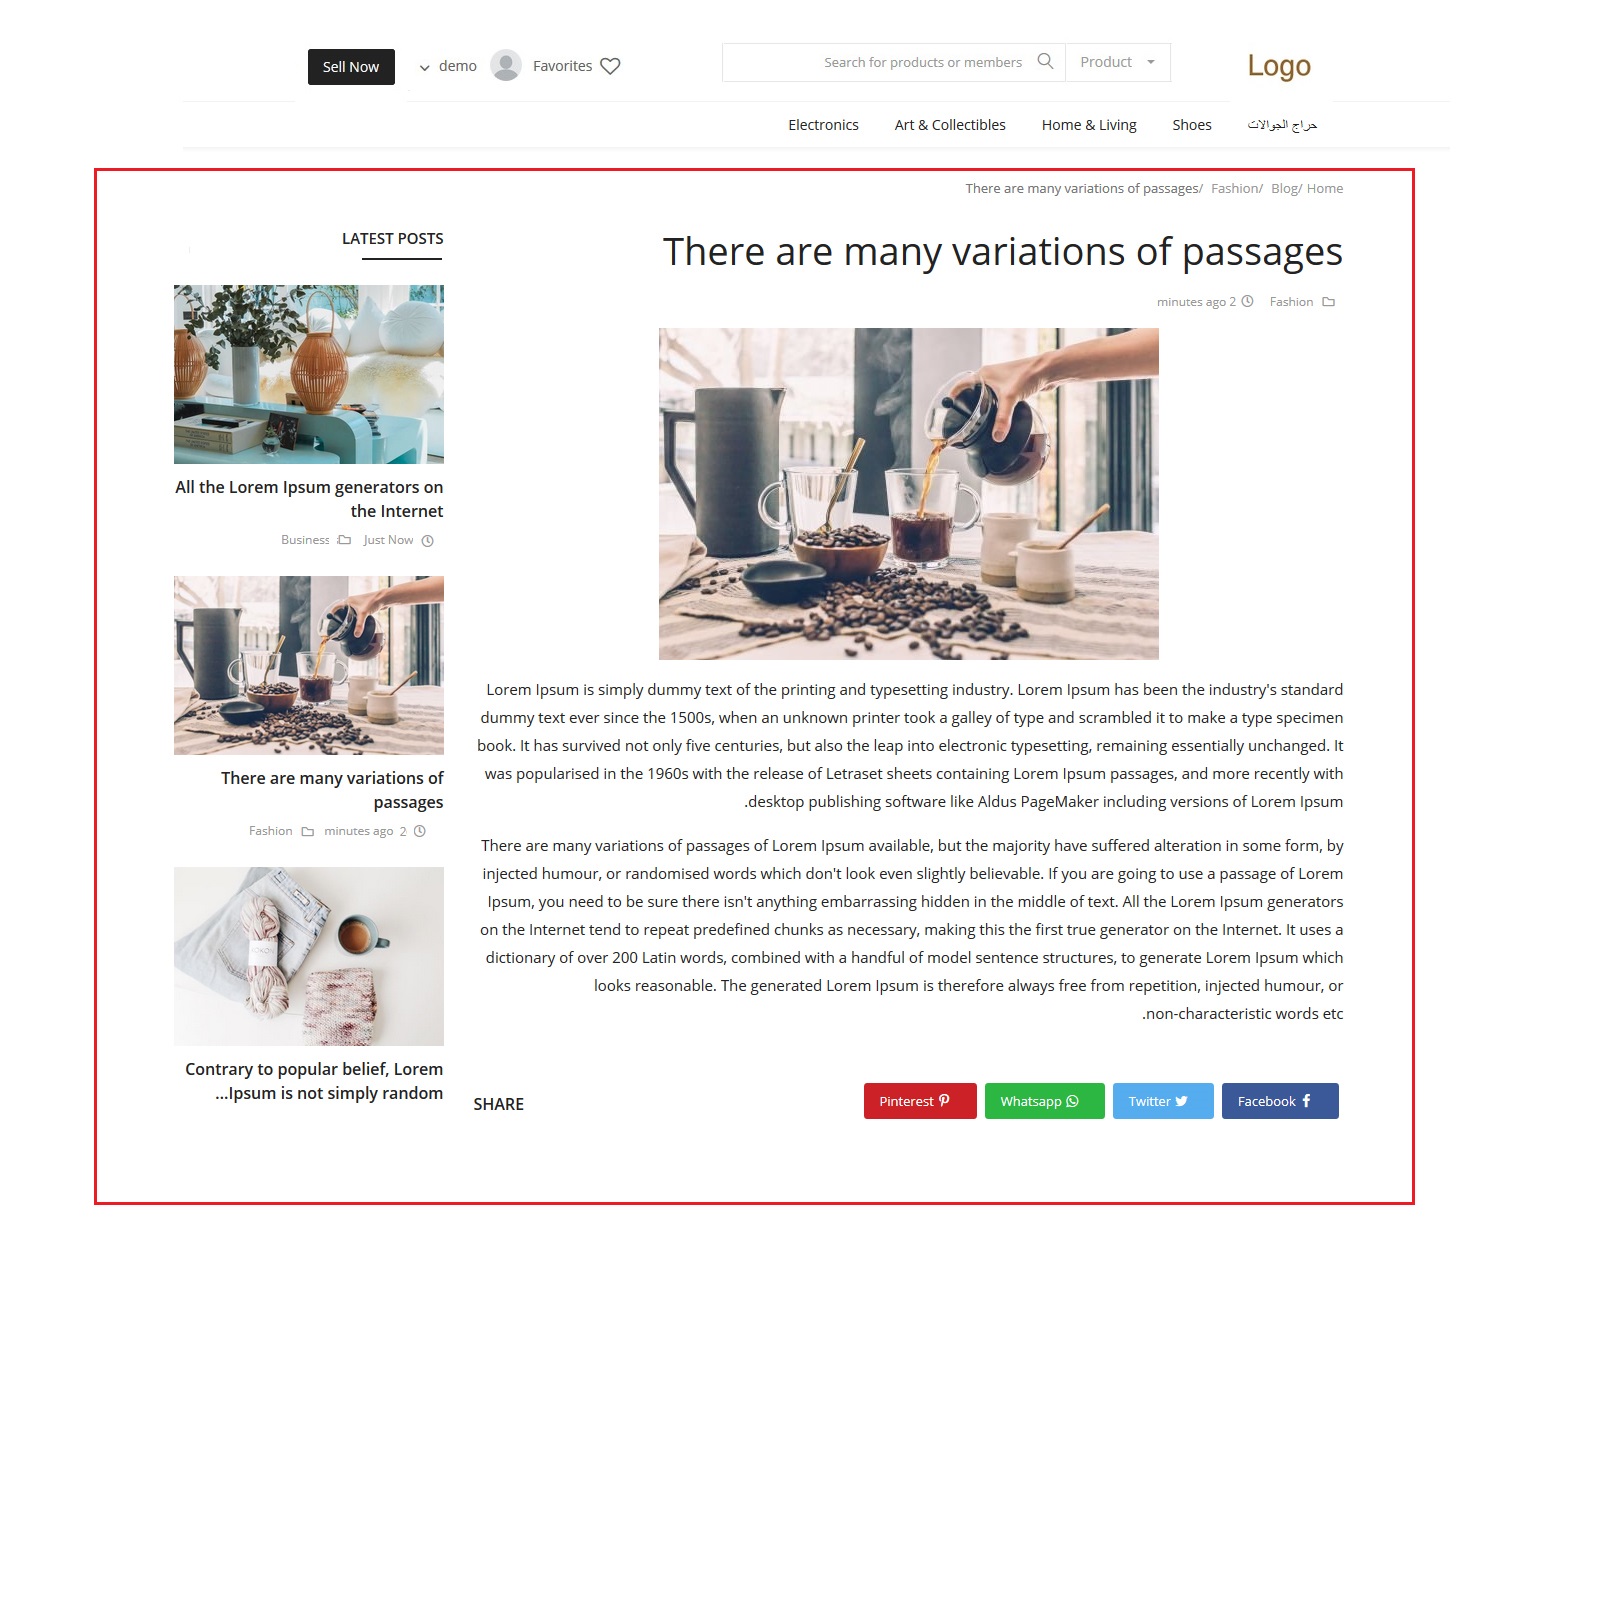 Logo
Product
Search for products or members
Favorites
demo
Sell Now
حراج الجوالات
Shoes
Home & Living
Art & Collectibles
Electronics
Home /Blog /Fashion /There are many variations of passages
There are many variations of passages
Fashion
2 minutes ago
Lorem Ipsum is simply dummy text of the printing and typesetting industry. Lorem Ipsum has been the industry's standard
dummy text ever since the 1500s, when an unknown printer took a galley of type and scrambled it to make a type specimen
book. It has survived not only five centuries, but also the leap into electronic typesetting, remaining essentially unchanged. It
was popularised in the 1960s with the release of Letraset sheets containing Lorem Ipsum passages, and more recently with
.desktop publishing software like Aldus PageMaker including versions of Lorem Ipsum
There are many variations of passages of Lorem Ipsum available, but the majority have suffered alteration in some form, by
injected humour, or randomised words which don't look even slightly believable. If you are going to use a passage of Lorem
Ipsum, you need to be sure there isn't anything embarrassing hidden in the middle of text. All the Lorem Ipsum generators
on the Internet tend to repeat predefined chunks as necessary, making this the first true generator on the Internet. It uses a
dictionary of over 200 Latin words, combined with a handful of model sentence structures, to generate Lorem Ipsum which
looks reasonable. The generated Lorem Ipsum is therefore always free from repetition, injected humour, or
.non-characteristic words etc
Facebook
Twitter
Whatsapp
Pinterest
SHARE
LATEST POSTS
All the Lorem Ipsum generators on
the Internet
Just Now
Business
There are many variations of
passages
2 minutes ago
Fashion
Contrary to popular belief, Lorem
...Ipsum is not simply random